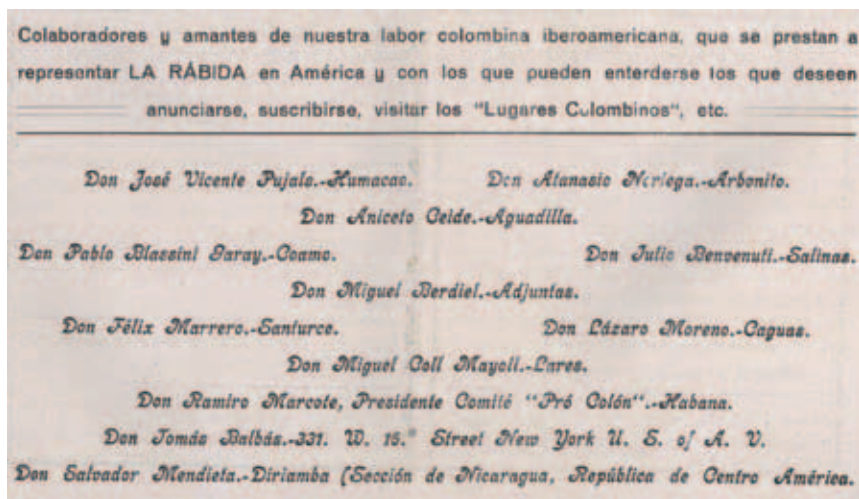 Colaboradores y amantes de nuestra labor colombina iberoamericana, que se prestan a
representar LA RÁBIDA en América y con los que pueden enterderse los que deseen
anunciarse, suscribirse, visitar los "Lugares Colombinos", etc.
Don José Vicente Pujals.-Humacao. Don Atanasio Noriega.-Arbonito.
Don Aniceto Ceide.-Aguadilla.
Don Pablo Blassini Garay.-Coamo. Don Julio Benvenuti.-Salinas.
Don Miguel Berdiel.-Adjuntas.
Don Félix Marrero.-Santurce. Don Lázaro Moreno.-Caguas.
Don Miguel Coll Mayoli.-Lares.
Don Ramiro Marcote, Presidente Comité "Pró Colón".-Habana.
Don Tomás Balbás.-331. W. 15.ª Street New York U. S. of A. V.
Don Salvador Mendieta.-Diriamba (Sección de Nicaragua, República de Centro América.